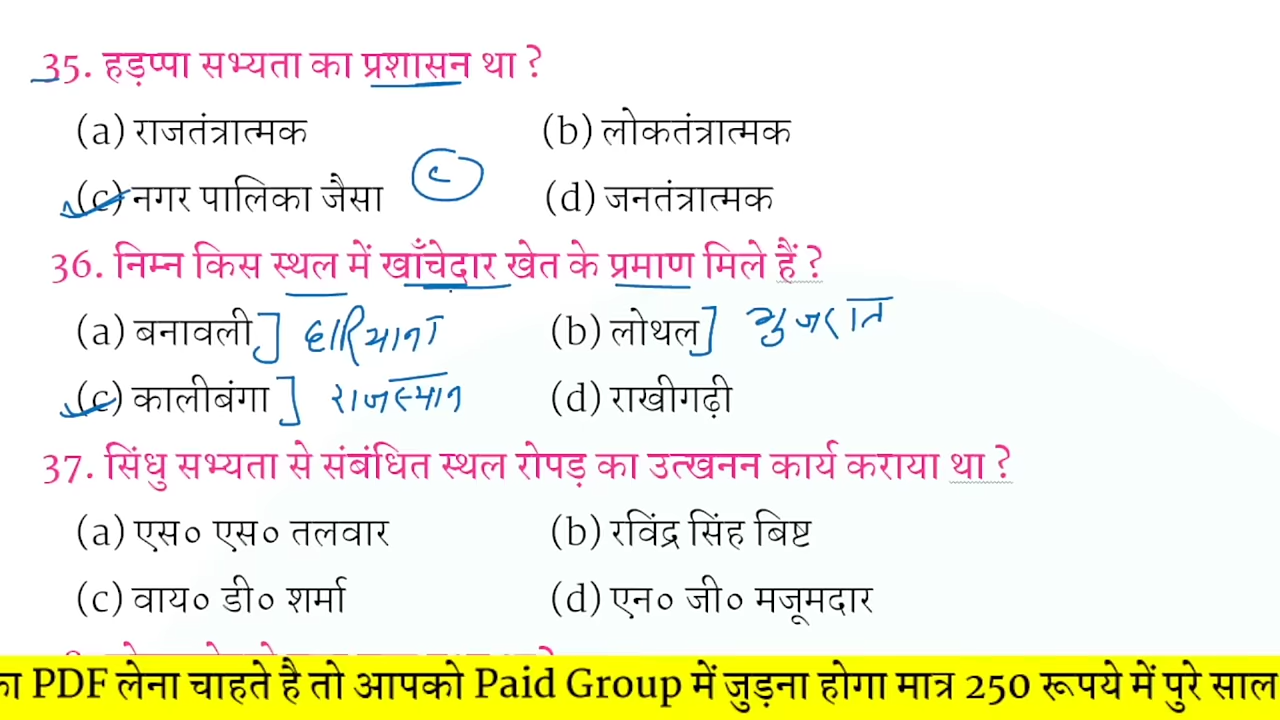 35. हड़प्पा सभ्यता का प्रशासन था ?
(a) राजतंत्रात्मक (b) लोकतंत्रात्मक
(c) नगर पालिका जैसा c (d) जनतंत्रात्मक
36. निम्न किस स्थल में खाँचेदार खेत के प्रमाण मिले हैं ?
(a) बनावली ] हरियाना (b) लोथल ] गुजरात
(c) कालीबंगा ] राजस्थान (d) राखीगढ़ी
37. सिंधु सभ्यता से संबंधित स्थल रोपड़ का उत्खनन कार्य कराया था ?
(a) एस० एस० तलवार (b) रविंद्र सिंह बिष्ट
(c) वाय० डी० शर्मा (d) एन० जी० मजूमदार
का PDF लेना चाहते है तो आपको Paid Group में जुड़ना होगा मात्र 250 रूपये में पुरे साल